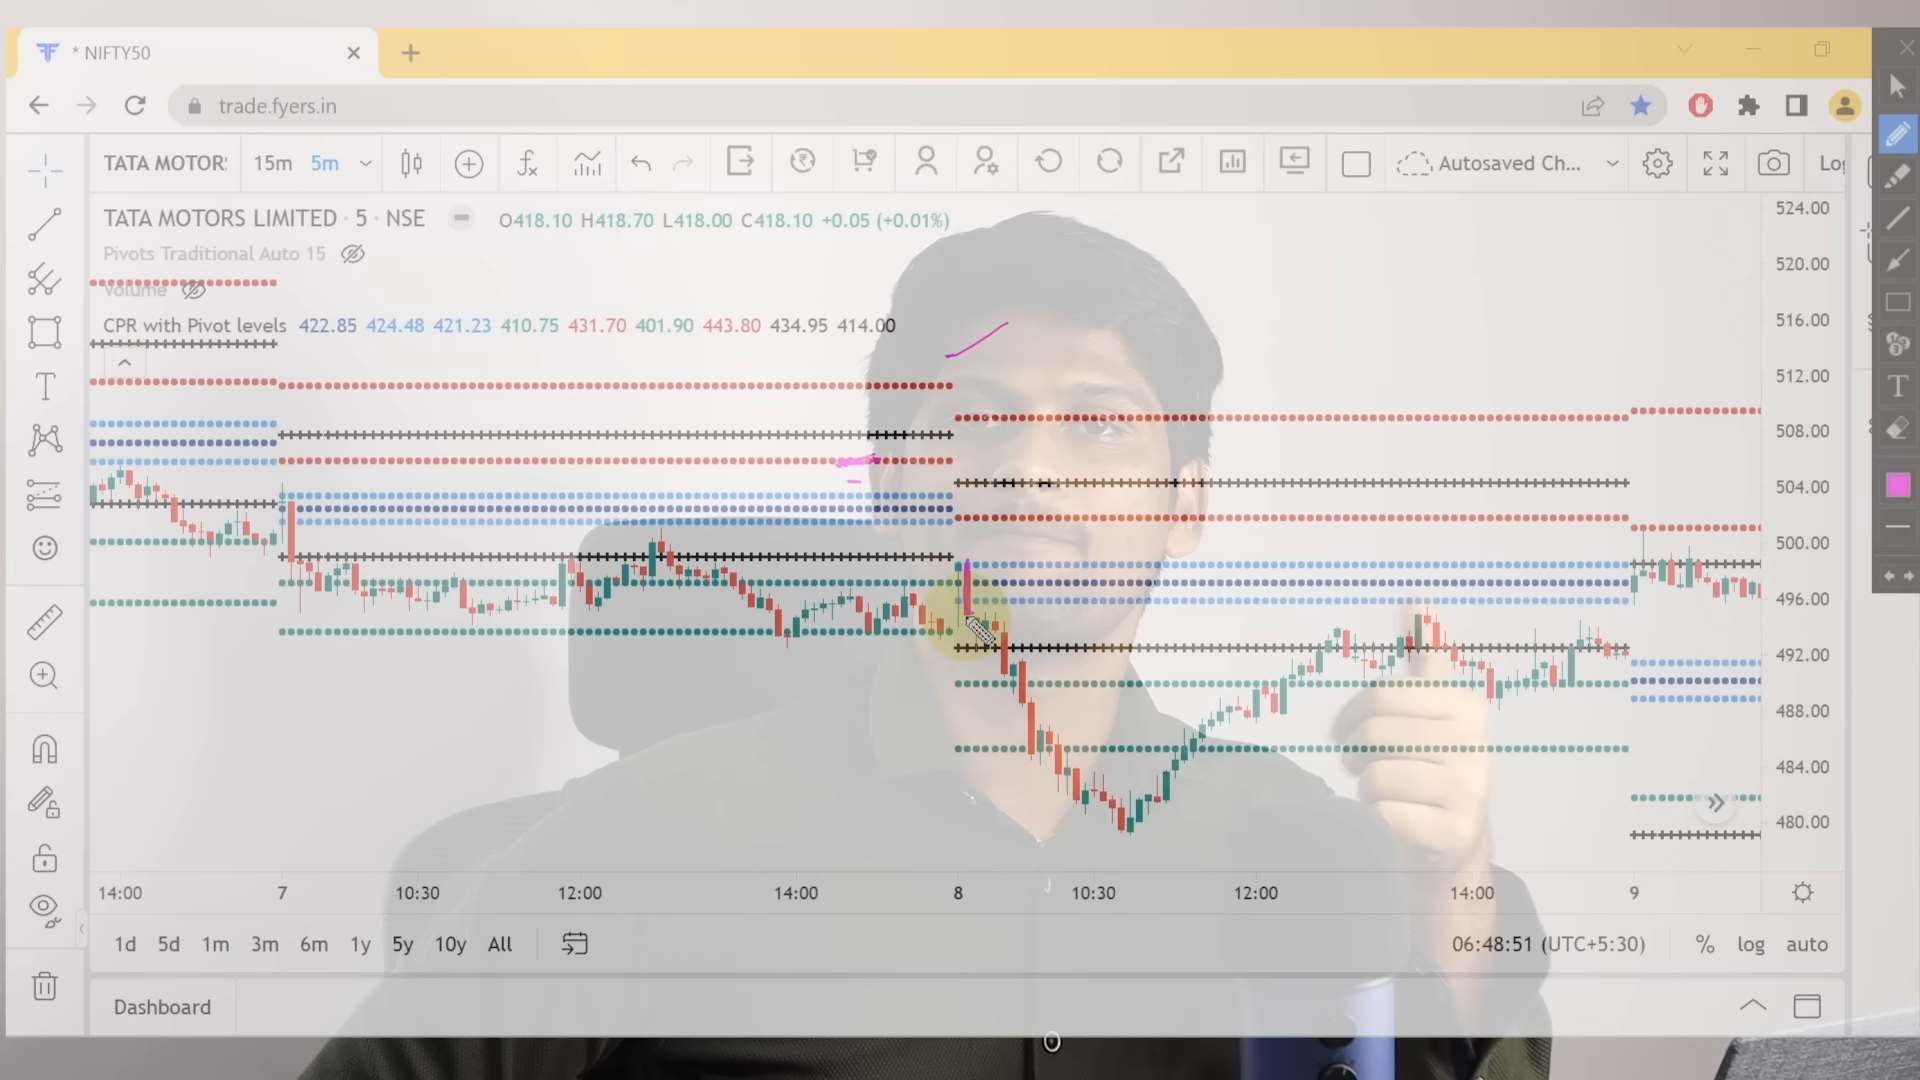 * NIFTY50
trade.fyers.in
TATA MOTOR: 15m 5m Autosaved Ch... Log
TATA MOTORS LIMITED · 5 · NSE O418.10 H418.70 L418.00 C418.10 +0.05 (+0.01%)
Pivots Traditional Auto 15
Volume
CPR with Pivot levels 422.85 424.48 421.23 410.75 431.70 401.90 443.80 434.95 414.00
524.00
520.00
516.00
512.00
508.00
504.00
500.00
496.00
492.00
488.00
484.00
480.00
14:00 7 10:30 12:00 14:00 8 10:30 12:00 14:00 9
1d 5d 1m 3m 6m 1y 5y 10y All 06:48:51 (UTC+5:30) % log auto
Dashboard